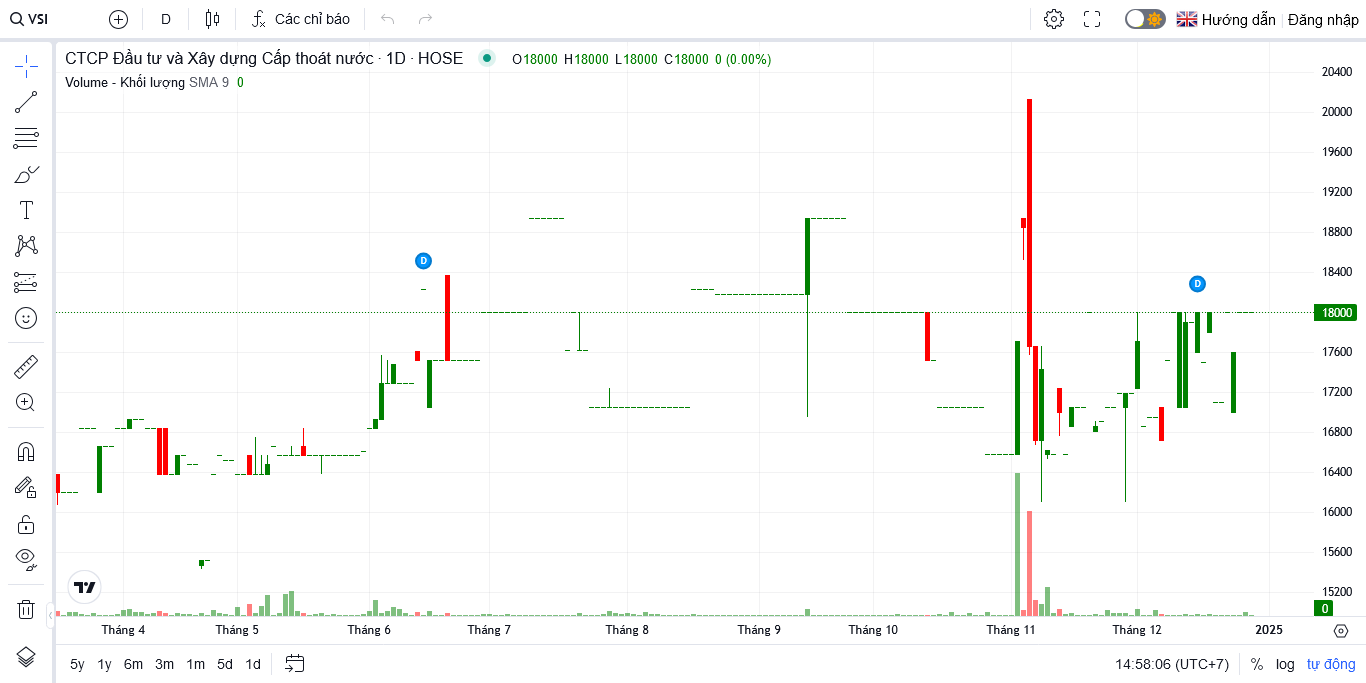 VSI D Các chỉ báo Hướng dẫn Đăng nhập
CTCP Đầu tư và Xây dựng Cấp thoát nước · 1D · HOSE O18000 H18000 L18000 C18000 0 (0.00%)
Volume - Khối lượng SMA 9 0
20400
20000
19600
19200
18800
18400
18000
17600
17200
16800
16400
16000
15600
15200
0
D
D
Tháng 4 Tháng 5 Tháng 6 Tháng 7 Tháng 8 Tháng 9 Tháng 10 Tháng 11 Tháng 12 2025
5y 1y 6m 3m 1m 5d 1d 14:58:06 (UTC+7) % log tự động